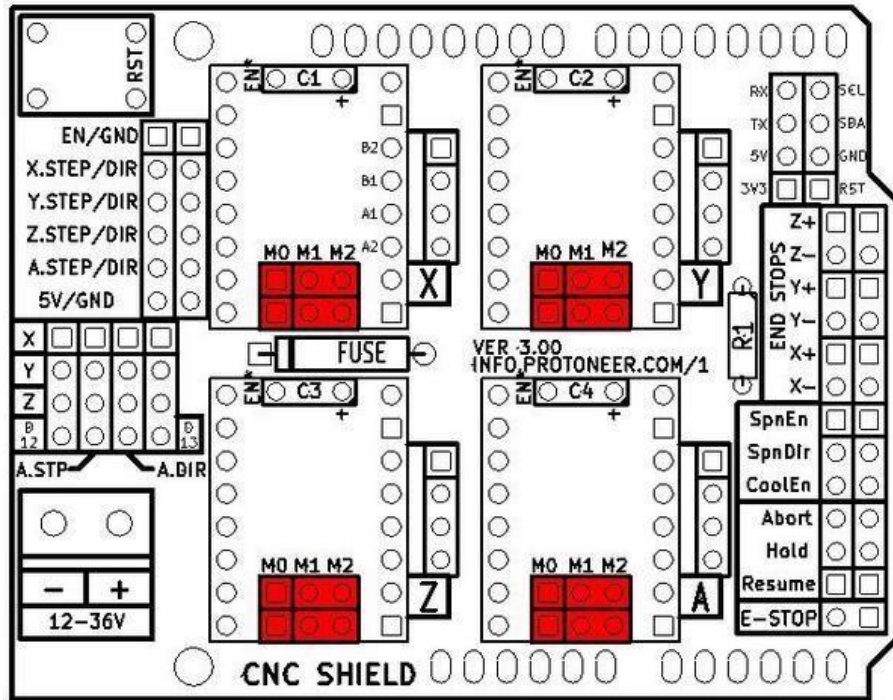 RST
EN/GND
X.STEP/DIR
Y.STEP/DIR
Z.STEP/DIR
A.STEP/DIR
5V/GND
X
Y
Z
D
12
D
13
A.STP
A.DIR
- +
12-36V
EN*
C1
+
B2
B1
A1
A2
M0 M1 M2
X
EN*
C2
+
M0 M1 M2
Y
FUSE
VER 3.00
INFO.PROTONEER.COM/1
EN*
C3
+
M0 M1 M2
Z
EN*
C4
+
M0 M1 M2
A
R1
RX SCL
TX SDA
5V GND
3V3 RST
END STOPS
Z+
Z-
Y+
Y-
X+
X-
SpnEn
SpnDir
CoolEn
Abort
Hold
Resume
E-STOP
CNC SHIELD